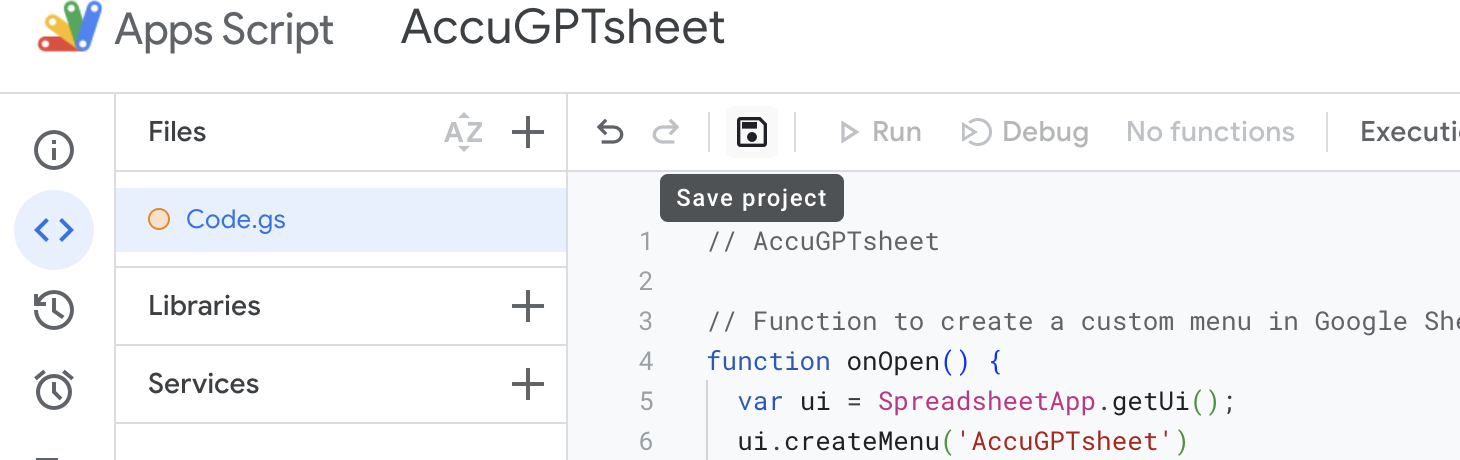 Apps Script AccuGPTsheet
Files AZ
Run Debug No functions Executi
Code.gs
Save project
1 // AccuGPTsheet
2
Libraries
3 // Function to create a custom menu in Google She
4 function onOpen() {
Services
5 var ui = SpreadsheetApp.getUi();
6 ui.createMenu('AccuGPTsheet')